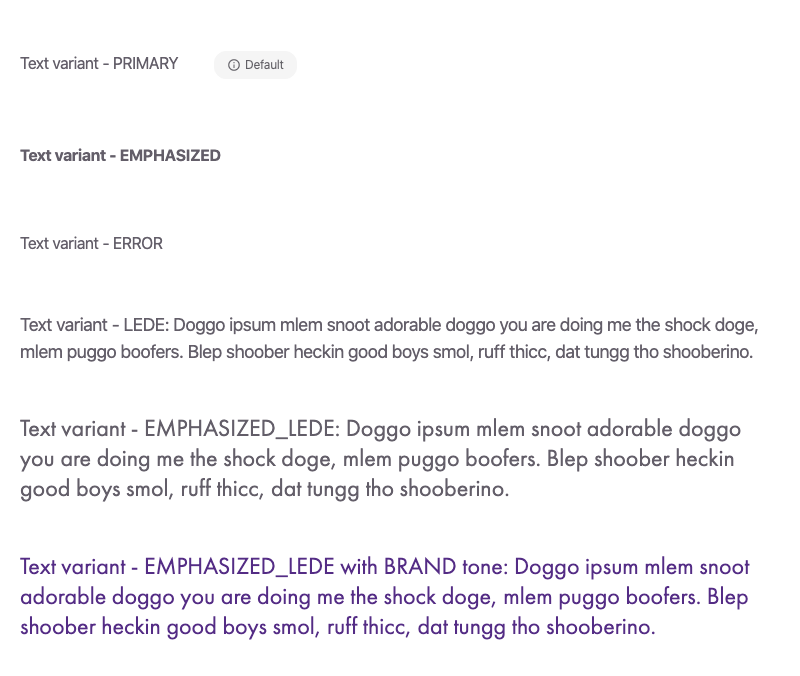 Text variant - PRIMARY
Default
Text variant - EMPHASIZED
Text variant - ERROR
Text variant - LEDE: Doggo ipsum mlem snoot adorable doggo you are doing me the shock doge,
mlem puggo boofers. Blep shoober heckin good boys smol, ruff thicc, dat tungg tho shooberino.
Text variant - EMPHASIZED_LEDE: Doggo ipsum mlem snoot adorable doggo
you are doing me the shock doge, mlem puggo boofers. Blep shoober heckin
good boys smol, ruff thicc, dat tungg tho shooberino.
Text variant - EMPHASIZED_LEDE with BRAND tone: Doggo ipsum mlem snoot
adorable doggo you are doing me the shock doge, mlem puggo boofers. Blep
shoober heckin good boys smol, ruff thicc, dat tungg tho shooberino.